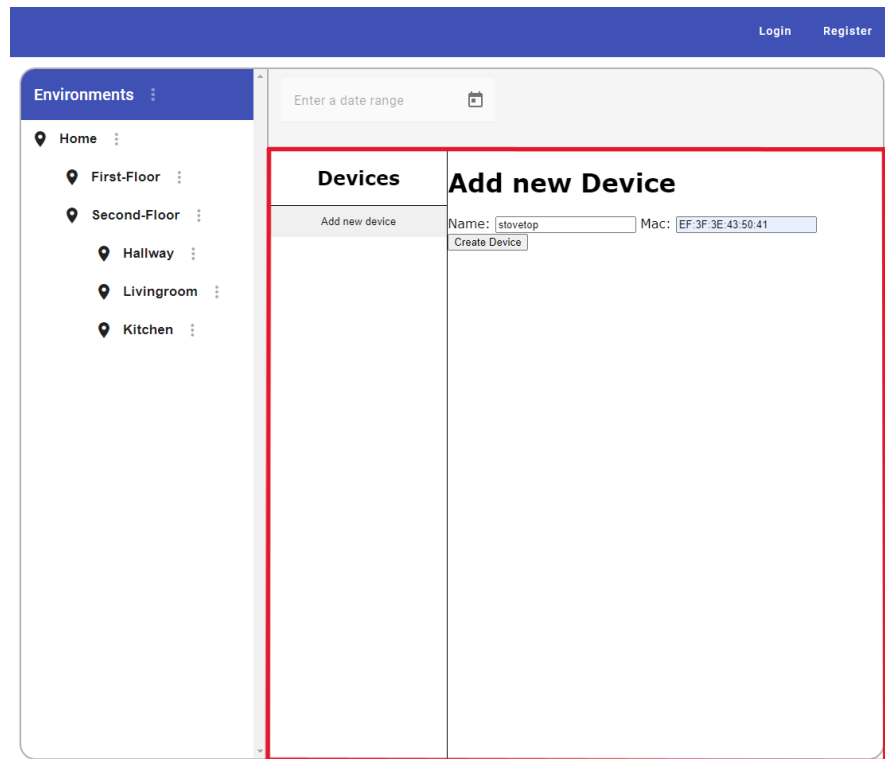 Login Register
Environments
Enter a date range
Home
First-Floor
Second-Floor
Hallway
Livingroom
Kitchen
Devices
Add new device
Add new Device
Name: stovetop Mac: EF:3F:3E:43:50:41
Create Device